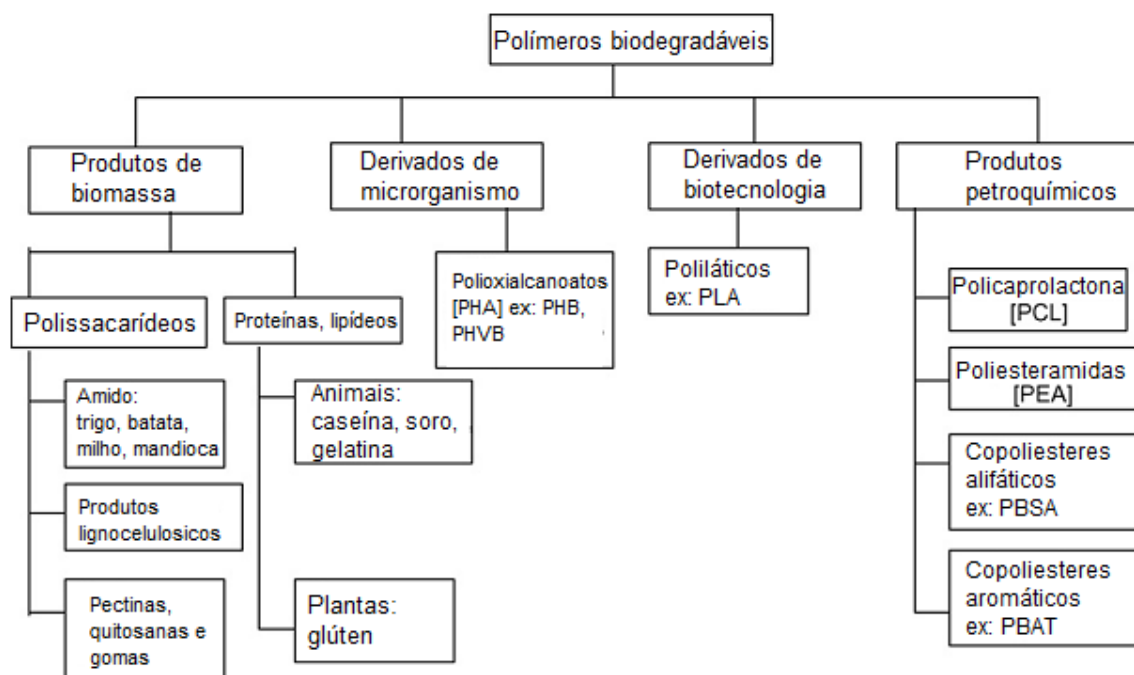 Polímeros biodegradáveis
Produtos de
biomassa
Derivados de
microrganismo
Derivados de
biotecnologia
Produtos
petroquímicos
Polissacarídeos
Proteínas, lipídeos
Polioxialcanoatos
[PHA] ex: PHB,
PHVB
Poliláticos
ex: PLA
Policaprolactona
[PCL]
Poliesteramidas
[PEA]
Copoliesteres
alifáticos
ex: PBSA
Copoliesteres
aromáticos
ex: PBAT
Amido:
trigo, batata,
milho, mandioca
Produtos
lignocelulosicos
Pectinas,
quitosanas e
gomas
Animais:
caseína, soro,
gelatina
Plantas:
glúten